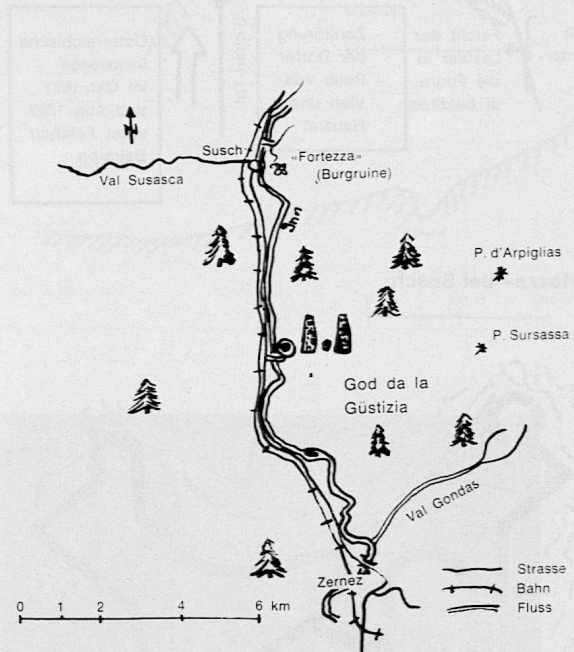 N
Susch
«Fortezza»
(Burgruine)
Val Susasca
Inn
P. d'Arpiglias
P. Sursassa
God da la
Güstizia
Val Gondas
Zernez
Strasse
Bahn
Fluss
0 1 2 4 6 km